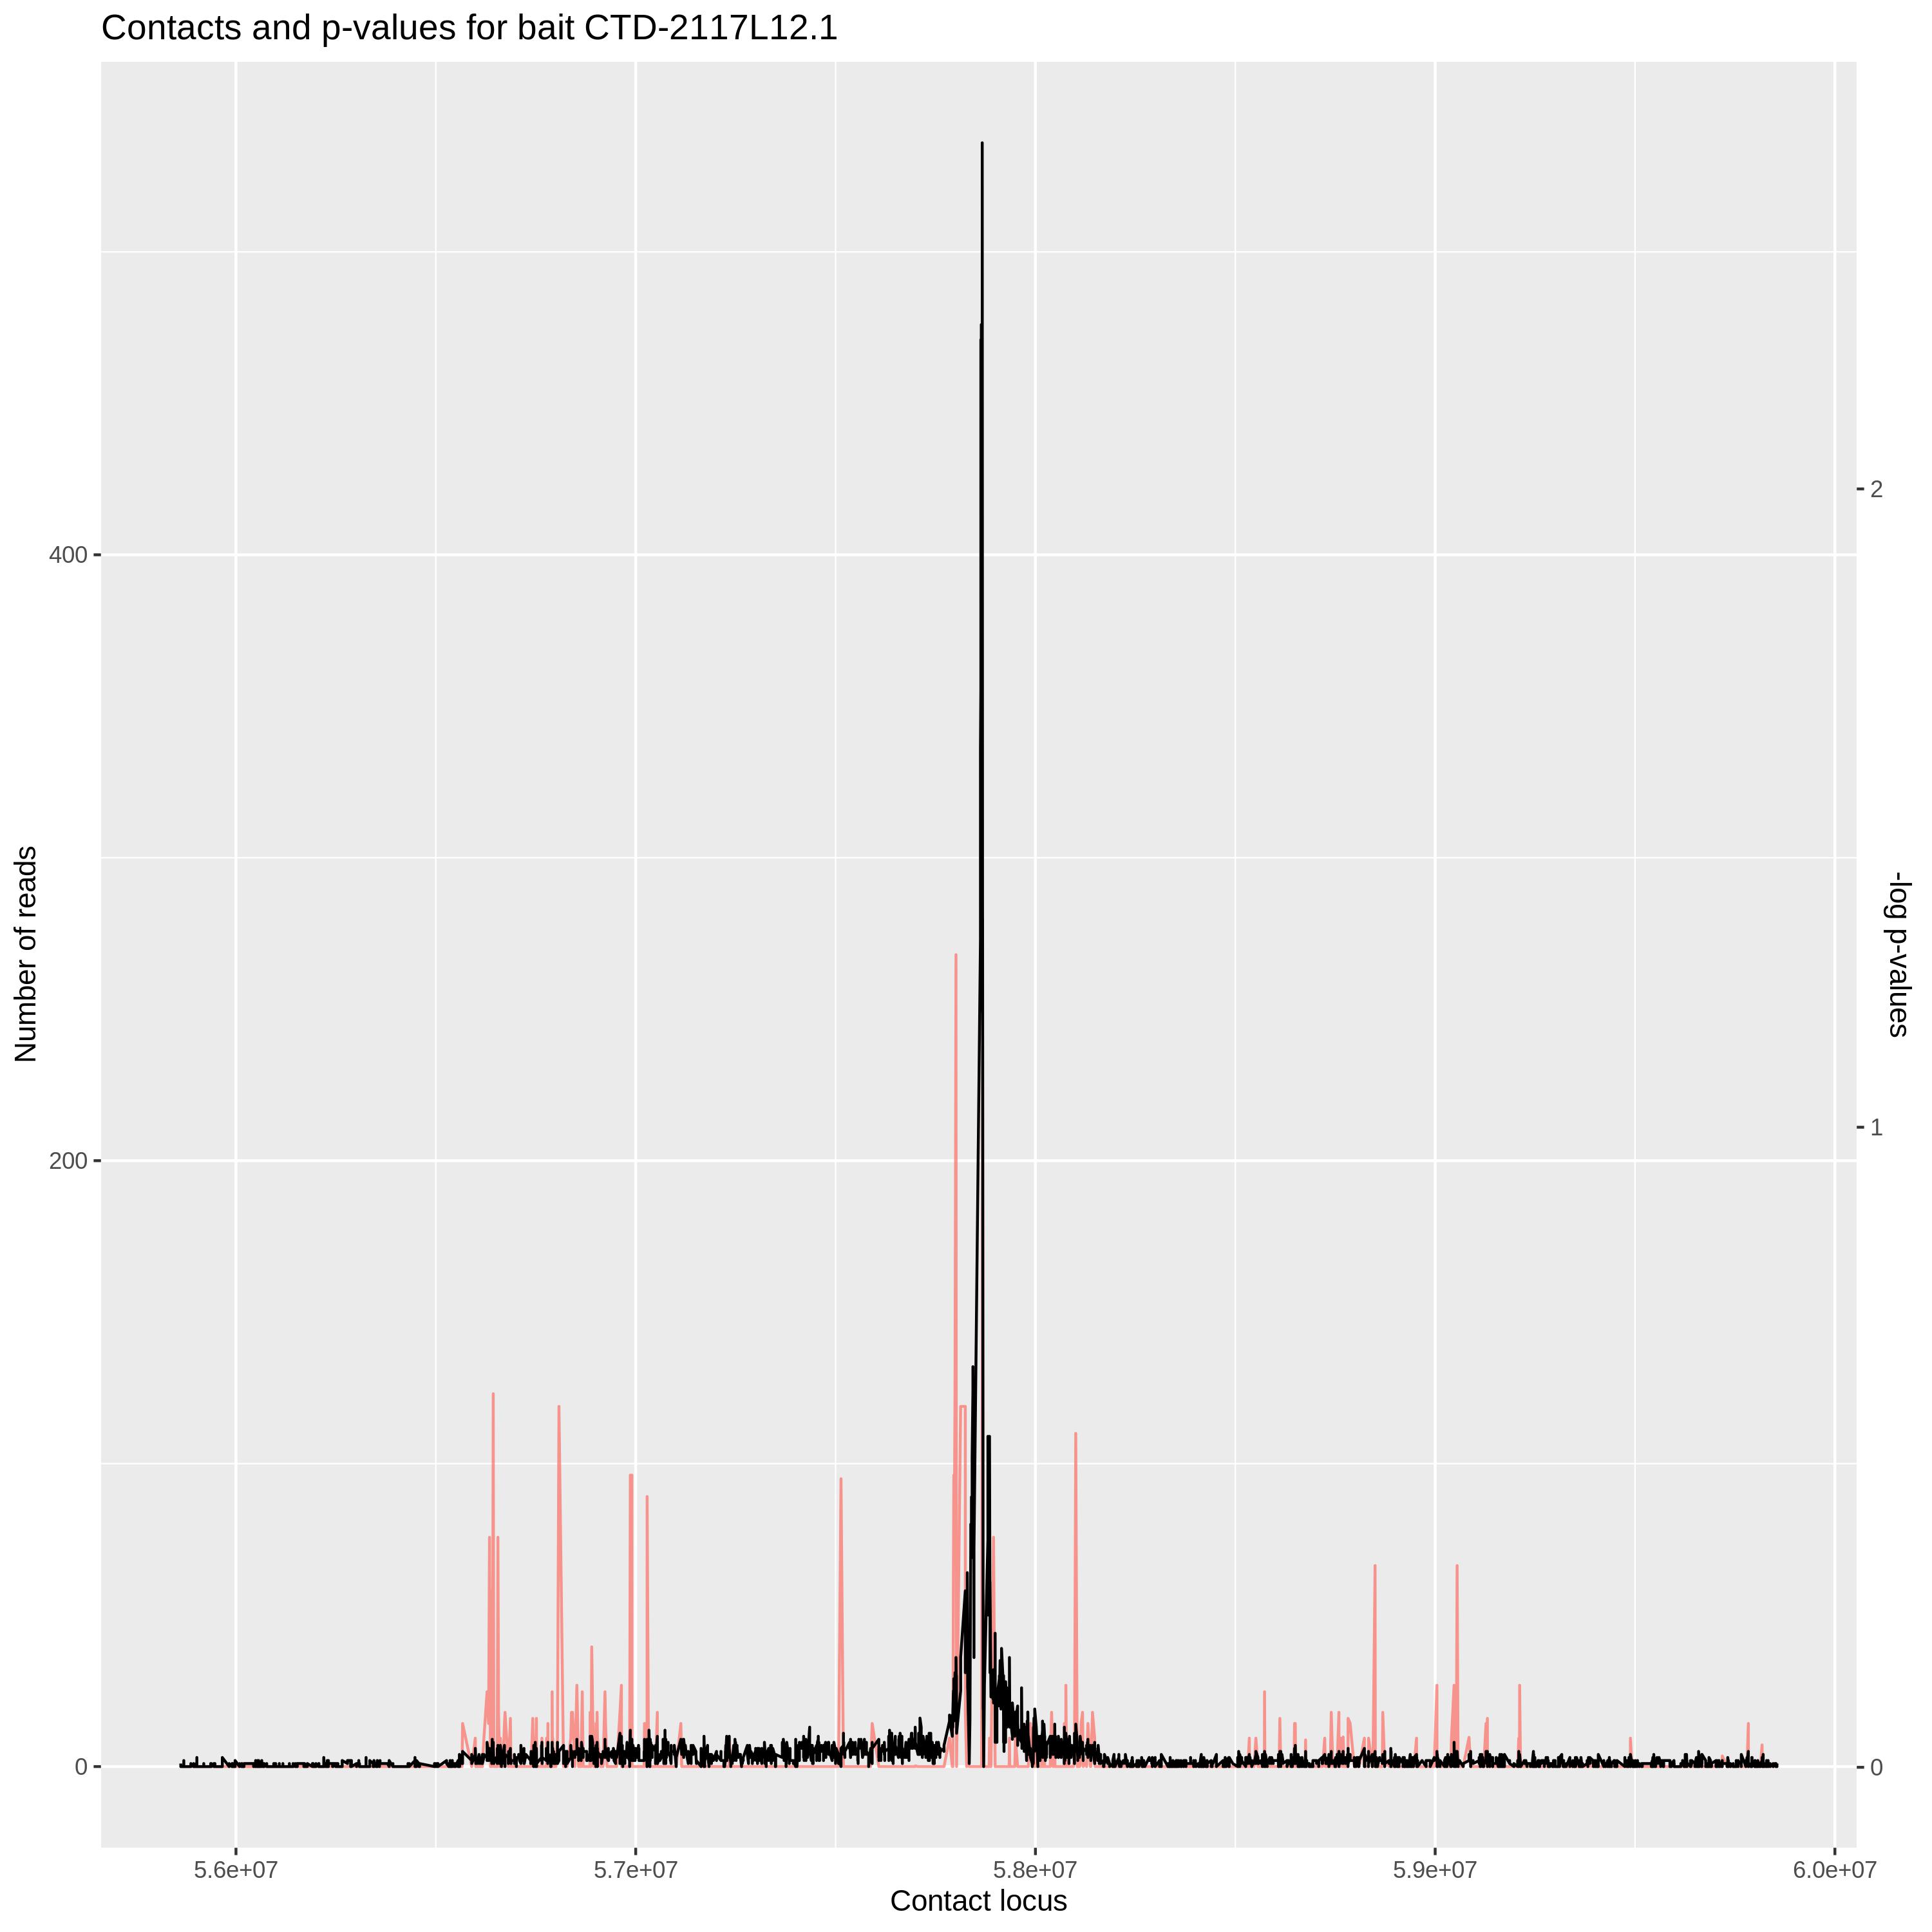 Contacts and p-values for bait CTD-2117L12.1
Number of reads
400
200
0
2
1
0
-log p-values
5.6e+07 5.7e+07 5.8e+07 5.9e+07 6.0e+07
Contact locus